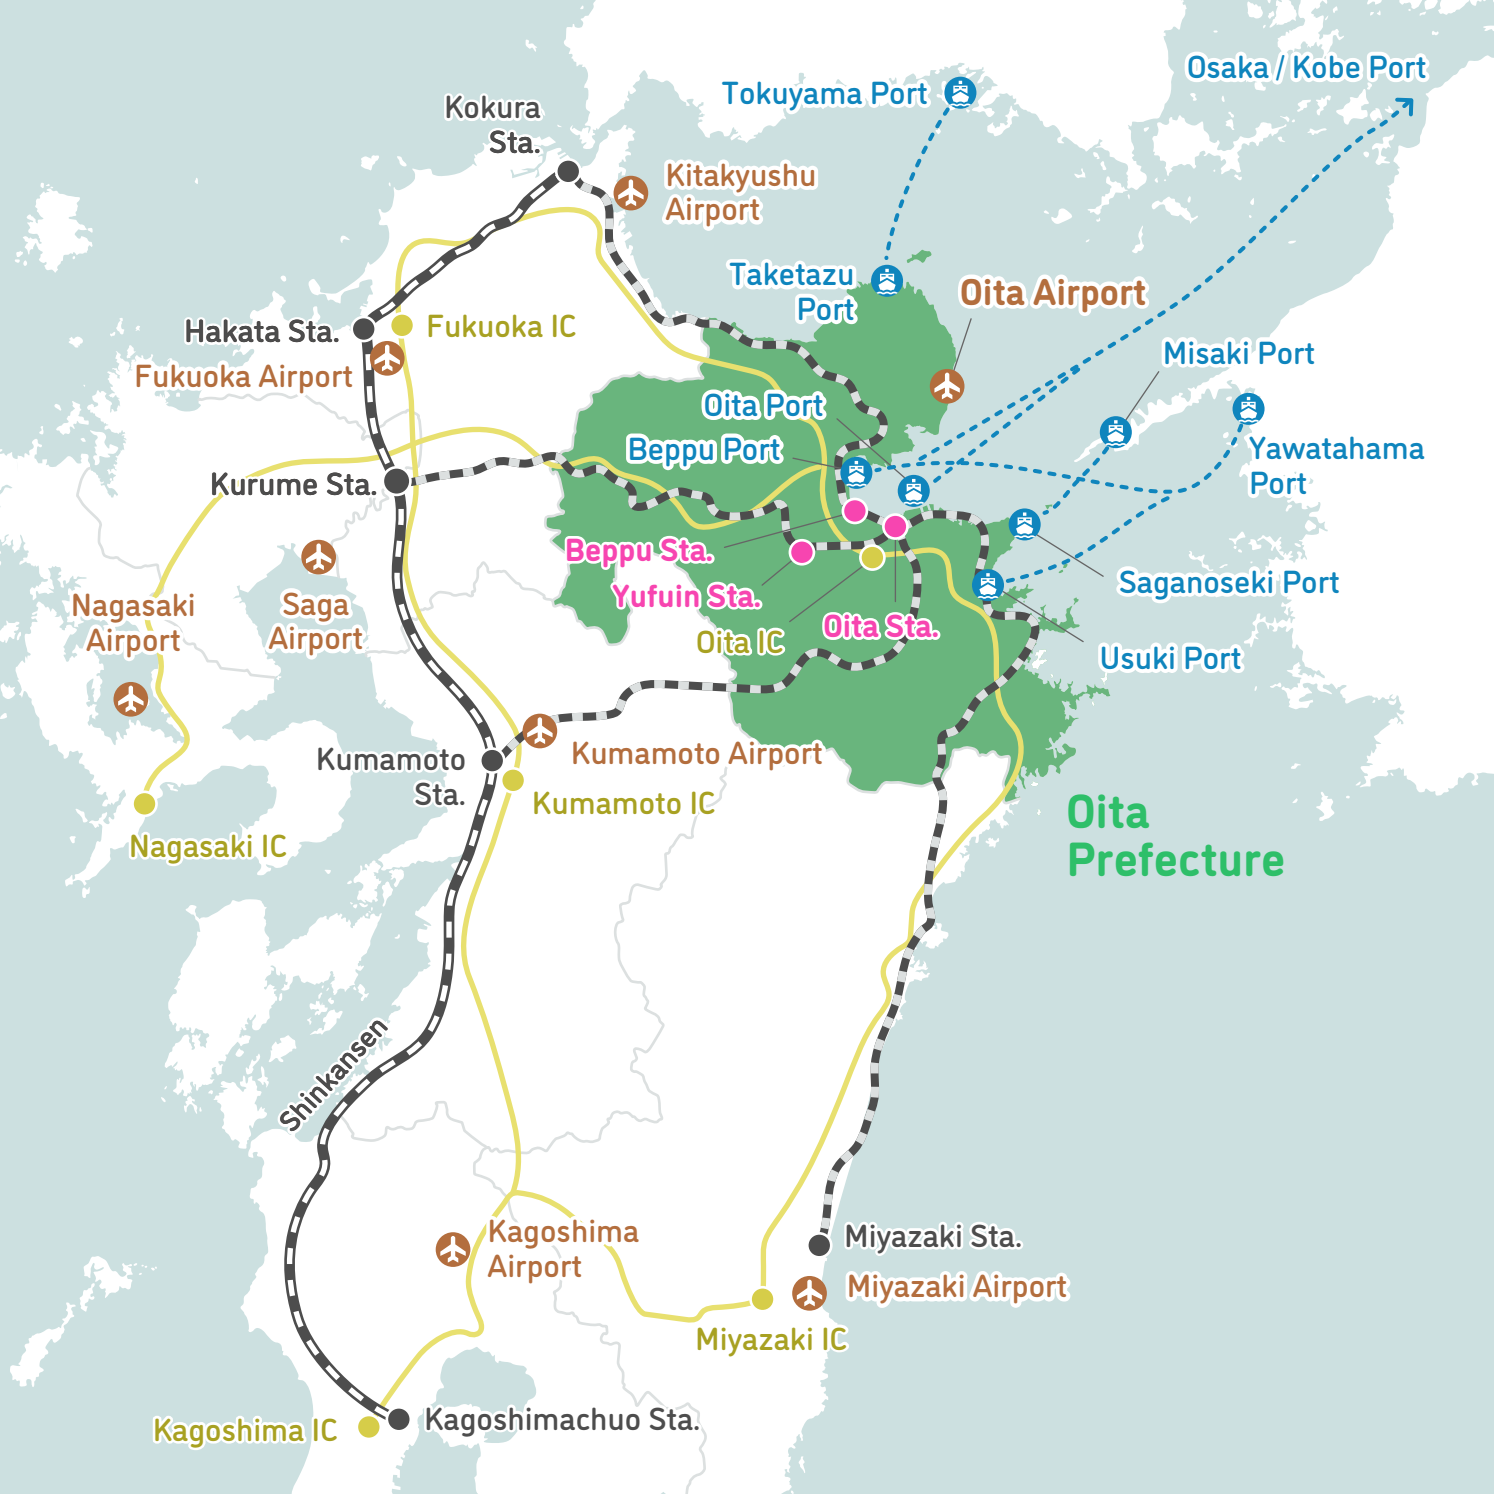 Osaka / Kobe Port
Tokuyama Port
Kokura
Sta.
Kitakyushu
Airport
Taketazu
Port
Oita Airport
Hakata Sta.
Fukuoka IC
Misaki Port
Fukuoka Airport
Oita Port
Beppu Port
Yawatahama
Port
Kurume Sta.
Beppu Sta.
Saganoseki Port
Yufuin Sta.
Nagasaki
Airport
Saga
Airport
Oita IC
Oita Sta.
Usuki Port
Kumamoto
Sta.
Kumamoto Airport
Kumamoto IC
Oita
Prefecture
Nagasaki IC
Shinkansen
Kagoshima
Airport
Miyazaki Sta.
Miyazaki Airport
Miyazaki IC
Kagoshima IC
Kagoshimachuo Sta.